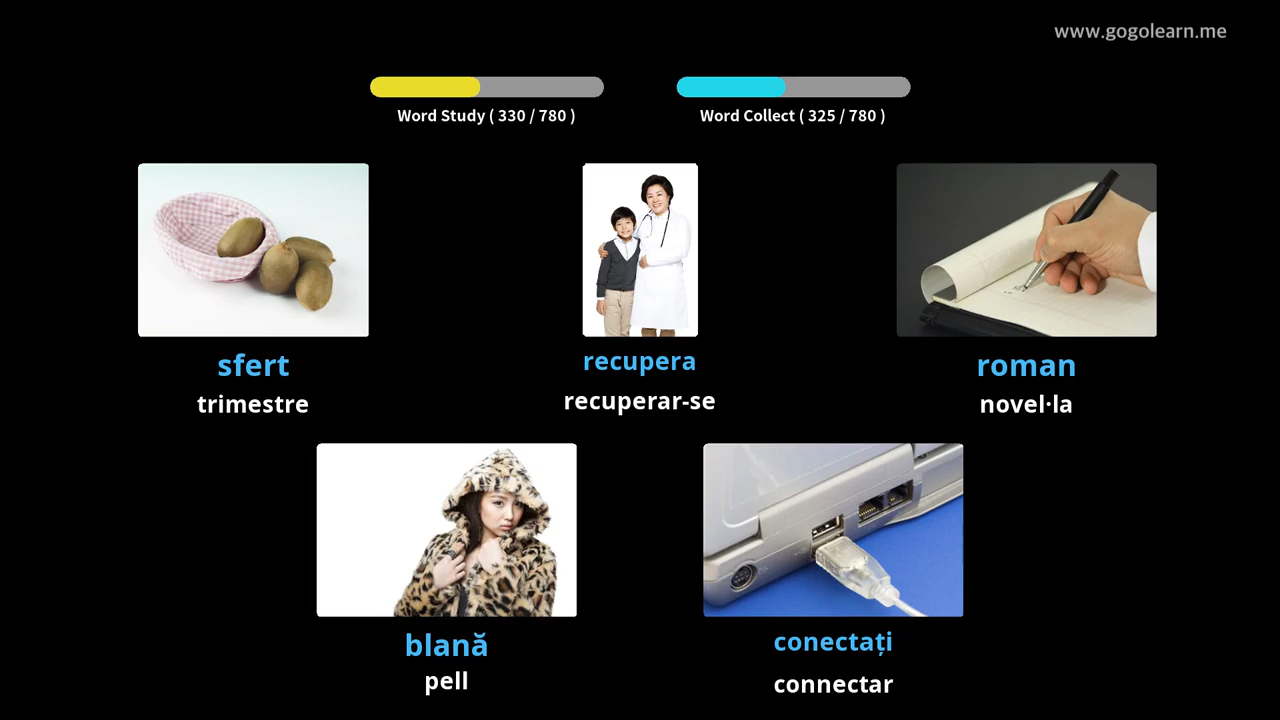 www.gogolearn.me
Word Study ( 330 / 780 )
Word Collect ( 325 / 780 )
sfert
trimestre
recupera
recuperar-se
roman
novel·la
blană
pell
conectați
connectar